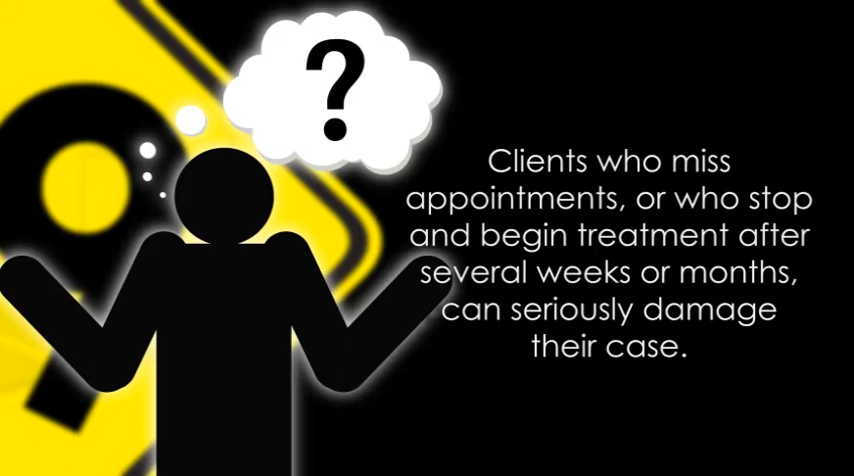 ?
Clients who miss
appointments, or who stop
and begin treatment after
several weeks or months,
can seriously damage
their case.